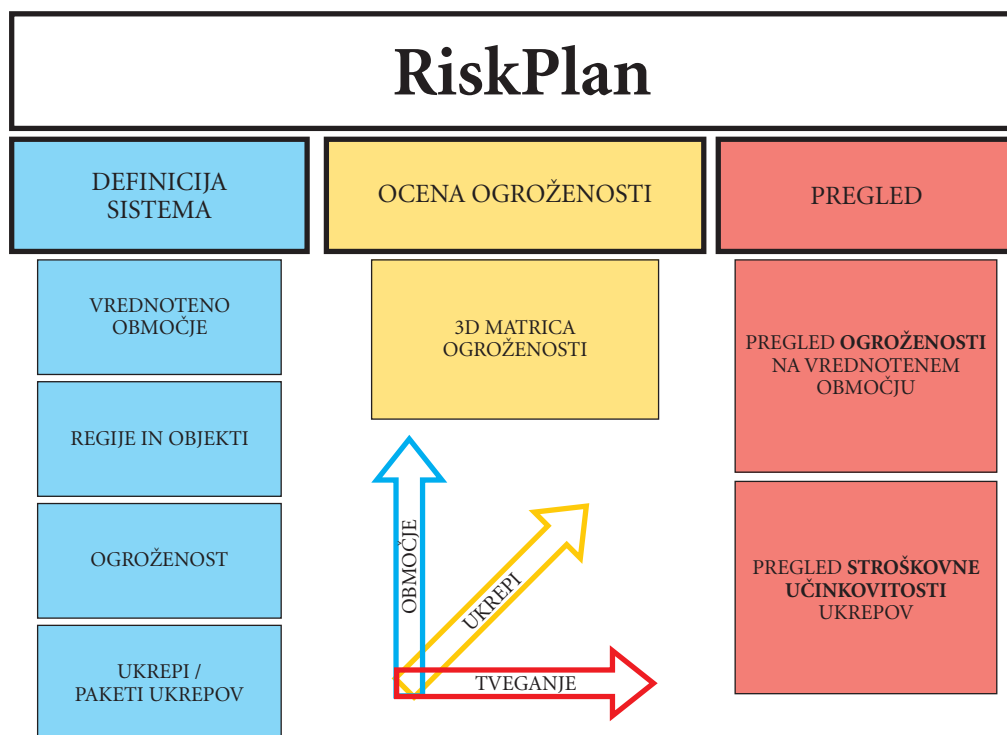 RiskPlan
DEFINICIJA
SISTEMA
VREDNOTENO
OBMOČJE
REGIJE IN OBJEKTI
OGROŽENOST
UKREPI /
PAKETI UKREPOV
OCENA OGROŽENOSTI
3D MATRICA
OGROŽENOSTI
OBMOČJE
UKREPI
TVEGANJE
PREGLED
PREGLED OGROŽENOSTI
NA VREDNOTENEM
OBMOČJU
PREGLED STROŠKOVNE
UČINKOVITOSTI
UKREPOV